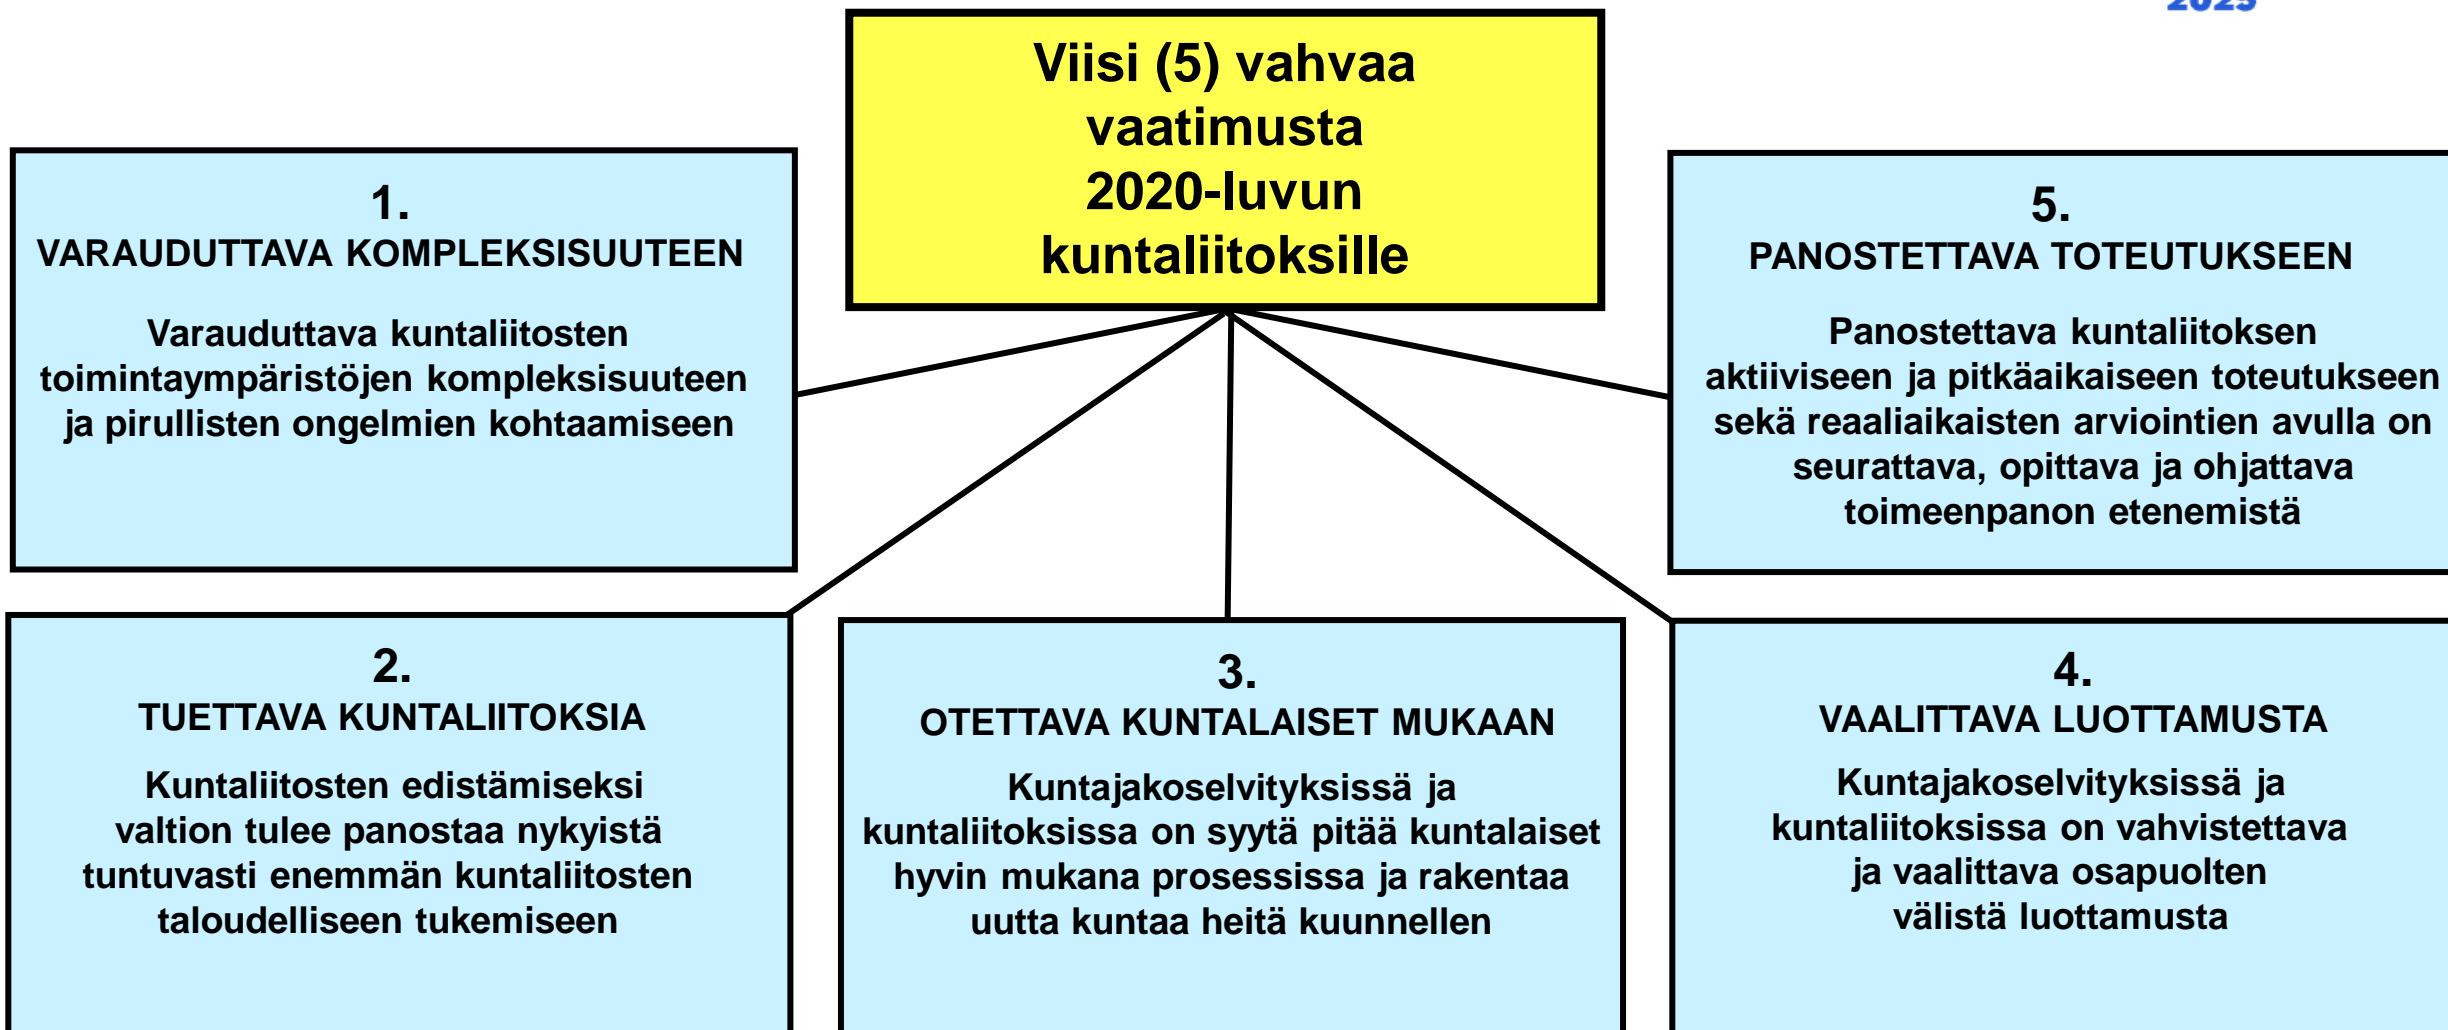 2025
Viisi (5) vahvaa
vaatimusta
2020-luvun
kuntaliitoksille
1.
VARAUDUTTAVA KOMPLEKSISUUTEEN
Varauduttava kuntaliitosten
toimintaympäristöjen kompleksisuuteen
ja pirullisten ongelmien kohtaamiseen
2.
TUETTAVA KUNTALIITOKSIA
Kuntaliitosten edistämiseksi
valtion tulee panostaa nykyistä
tuntuvasti enemmän kuntaliitosten
taloudelliseen tukemiseen
3.
OTETTAVA KUNTALAISET MUKAAN
Kuntajakoselvityksissä ja
kuntaliitoksissa on syytä pitää kuntalaiset
hyvin mukana prosessissa ja rakentaa
uutta kuntaa heitä kuunnellen
4.
VAALITTAVA LUOTTAMUSTA
Kuntajakoselvityksissä ja
kuntaliitoksissa on vahvistettava
ja vaalittava osapuolten
välistä luottamusta
5.
PANOSTETTAVA TOTEUTUKSEEN
Panostettava kuntaliitoksen
aktiiviseen ja pitkäaikaiseen toteutukseen
sekä reaaliaikaisten arviointien avulla on
seurattava, opittava ja ohjattava
toimeenpanon etenemistä